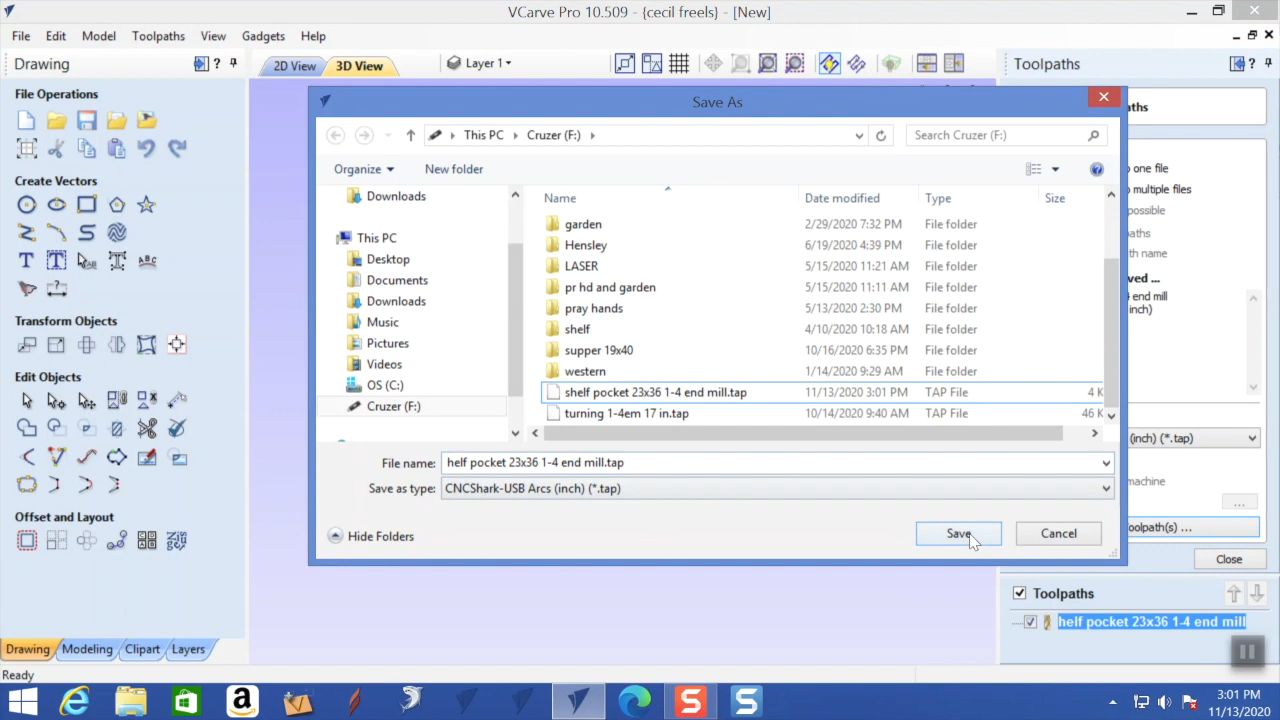 VCarve Pro 10.509 - {cecil freels} - [New]
File Edit Model Toolpaths View Gadgets Help
Drawing
2D View 3D View
Layer 1
Toolpaths
File Operations
Create Vectors
Transform Objects
Edit Objects
Offset and Layout
Drawing Modeling Clipart Layers
Ready
Save As
This PC Cruzer (F:)
Search Cruzer (F:)
Organize New folder
Downloads
This PC
Desktop
Documents
Downloads
Music
Pictures
Videos
OS (C:)
Cruzer (F:)
Name Date modified Type Size
garden 2/29/2020 7:32 PM File folder
Hensley 6/19/2020 4:39 PM File folder
LASER 5/15/2020 11:21 AM File folder
pr hd and garden 5/15/2020 11:11 AM File folder
pray hands 5/13/2020 2:30 PM File folder
shelf 4/10/2020 10:18 AM File folder
supper 19x40 10/16/2020 6:35 PM File folder
western 1/14/2020 9:29 AM File folder
shelf pocket 23x36 1-4 end mill.tap 11/13/2020 3:01 PM TAP File 4 K
turning 1-4em 17 in.tap 10/14/2020 9:40 AM TAP File 46 K
File name: helf pocket 23x36 1-4 end mill.tap
Save as type: CNCShark-USB Arcs (inch) (*.tap)
Hide Folders
Save Cancel
ths
o one file
o multiple files
possible
aths
th name
ved ...
end mill
inch)
(inch) (*.tap)
machine
...
oolpath(s) ...
Close
Toolpaths
helf pocket 23x36 1-4 end mill
3:01 PM
11/13/2020